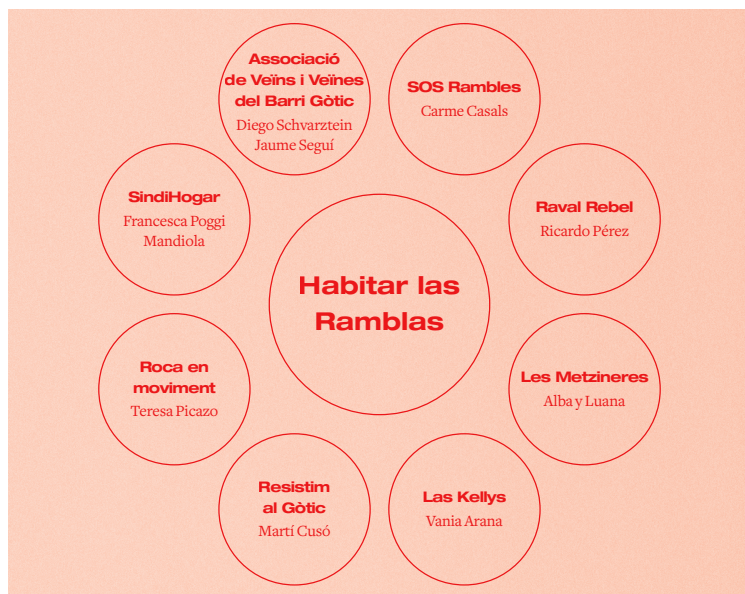 Associació
de Veïns i Veïnes
del Barri Gòtic
Diego Schvarztein
Jaume Seguí
SOS Rambles
Carme Casals
SindiHogar
Francesca Poggi
Mandiola
Raval Rebel
Ricardo Pérez
Habitar las
Ramblas
Roca en
moviment
Teresa Picazo
Les Metzineres
Alba y Luana
Resistim
al Gòtic
Martí Cusó
Las Kellys
Vania Arana